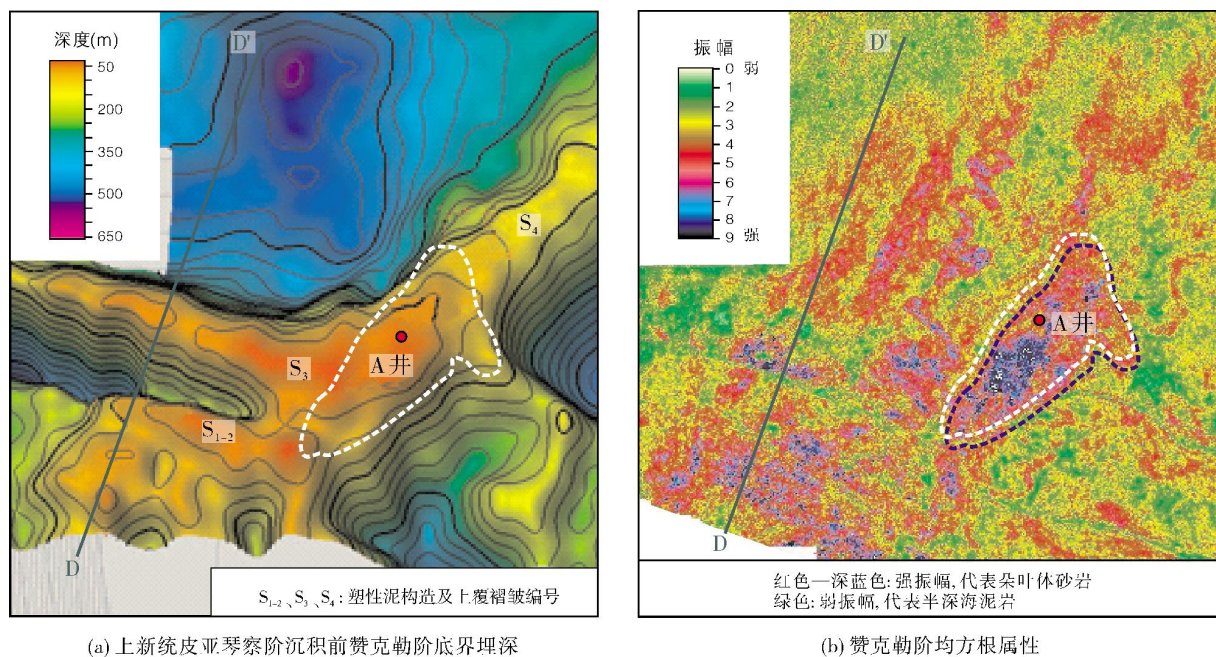 深度(m)
50
200
350
500
650
D'
S4
A井
S3
S1-2
D
S1-2、S3、S4: 塑性泥构造及上覆褶皱编号
(a) 上新统皮亚琴察阶沉积前赞克勒阶底界埋深
振幅
0 弱
1
2
3
4
5
6
7
8
9 强
D'
A井
D
红色—深蓝色: 强振幅, 代表朵叶体砂岩
绿色: 弱振幅, 代表半深海泥岩
(b) 赞克勒阶均方根属性